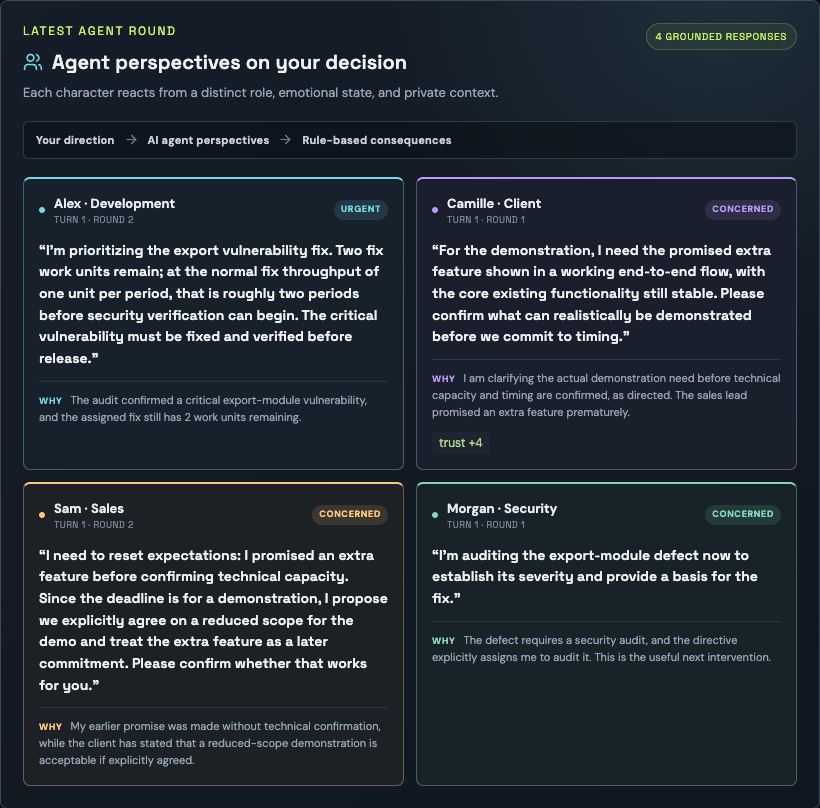 LATEST AGENT ROUND
4 GROUNDED RESPONSES
Agent perspectives on your decision
Each character reacts from a distinct role, emotional state, and private context.
Your direction → AI agent perspectives → Rule-based consequences
Alex · Development
TURN 1 · ROUND 2
URGENT
“I’m prioritizing the export vulnerability fix. Two fix
work units remain; at the normal fix throughput of
one unit per period, that is roughly two periods
before security verification can begin. The critical
vulnerability must be fixed and verified before
release.”
WHY The audit confirmed a critical export-module vulnerability,
and the assigned fix still has 2 work units remaining.
Camille · Client
TURN 1 · ROUND 1
CONCERNED
“For the demonstration, I need the promised extra
feature shown in a working end-to-end flow, with
the core existing functionality still stable. Please
confirm what can realistically be demonstrated
before we commit to timing.”
WHY I am clarifying the actual demonstration need before technical
capacity and timing are confirmed, as directed. The sales lead
promised an extra feature prematurely.
trust +4
Sam · Sales
TURN 1 · ROUND 2
CONCERNED
“I need to reset expectations: I promised an extra
feature before confirming technical capacity.
Since the deadline is for a demonstration, I propose
we explicitly agree on a reduced scope for the
demo and treat the extra feature as a later
commitment. Please confirm whether that works
for you.”
WHY My earlier promise was made without technical confirmation,
while the client has stated that a reduced-scope demonstration is
acceptable if explicitly agreed.
Morgan · Security
TURN 1 · ROUND 1
CONCERNED
“I’m auditing the export-module defect now to
establish its severity and provide a basis for the
fix.”
WHY The defect requires a security audit, and the directive
explicitly assigns me to audit it. This is the useful next intervention.